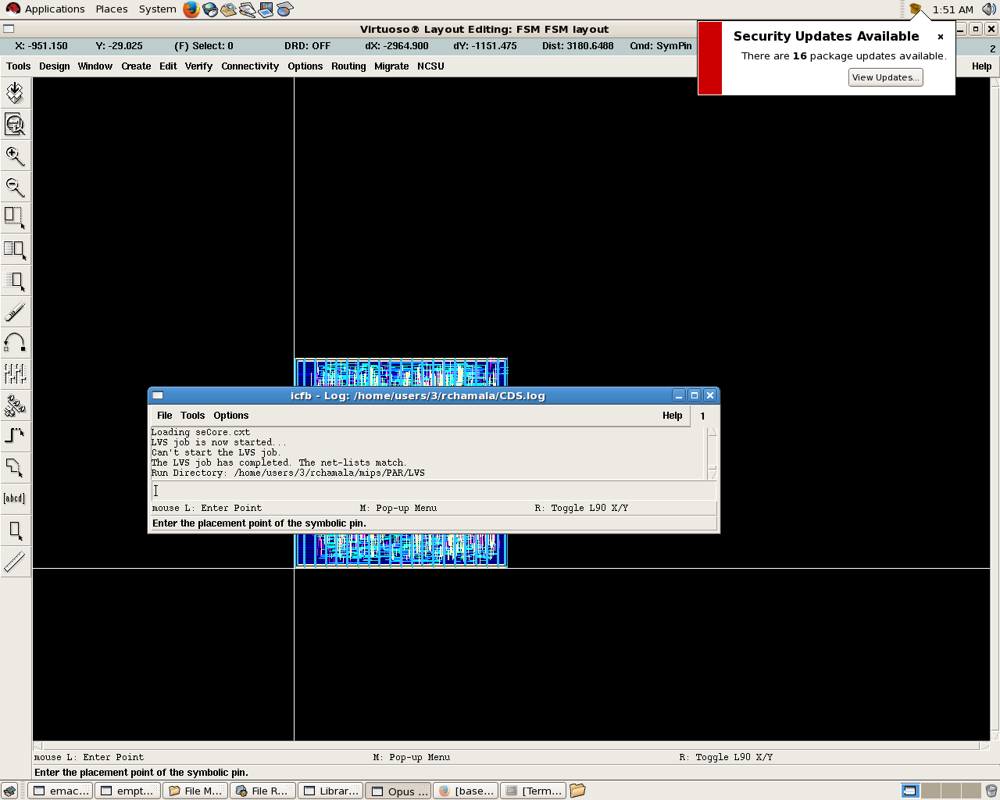 Applications Places System 1:51 AM
Virtuoso® Layout Editing: FSM FSM layout
X: -951.150 Y: -29.025 (F) Select: 0 DRD: OFF dX: -2964.900 dY: -1151.475 Dist: 3180.6488 Cmd: SymPin 2
Security Updates Available
There are 16 package updates available.
View Updates...
Tools Design Window Create Edit Verify Connectivity Options Routing Migrate NCSU Help
[abcd]
icfb - Log: /home/users/3/rchamala/CDS.log
File Tools Options Help 1
Loading seCore.cxt
LVS job is now started...
Can't start the LVS job.
The LVS job has completed. The net-lists match.
Run Directory: /home/users/3/rchamala/mips/PAR/LVS
mouse L: Enter Point M: Pop-up Menu R: Toggle L90 X/Y
Enter the placement point of the symbolic pin.
mouse L: Enter Point M: Pop-up Menu R: Toggle L90 X/Y
Enter the placement point of the symbolic pin.
emac... empt... File M... File R... Librar... Opus ... [base... [Term...